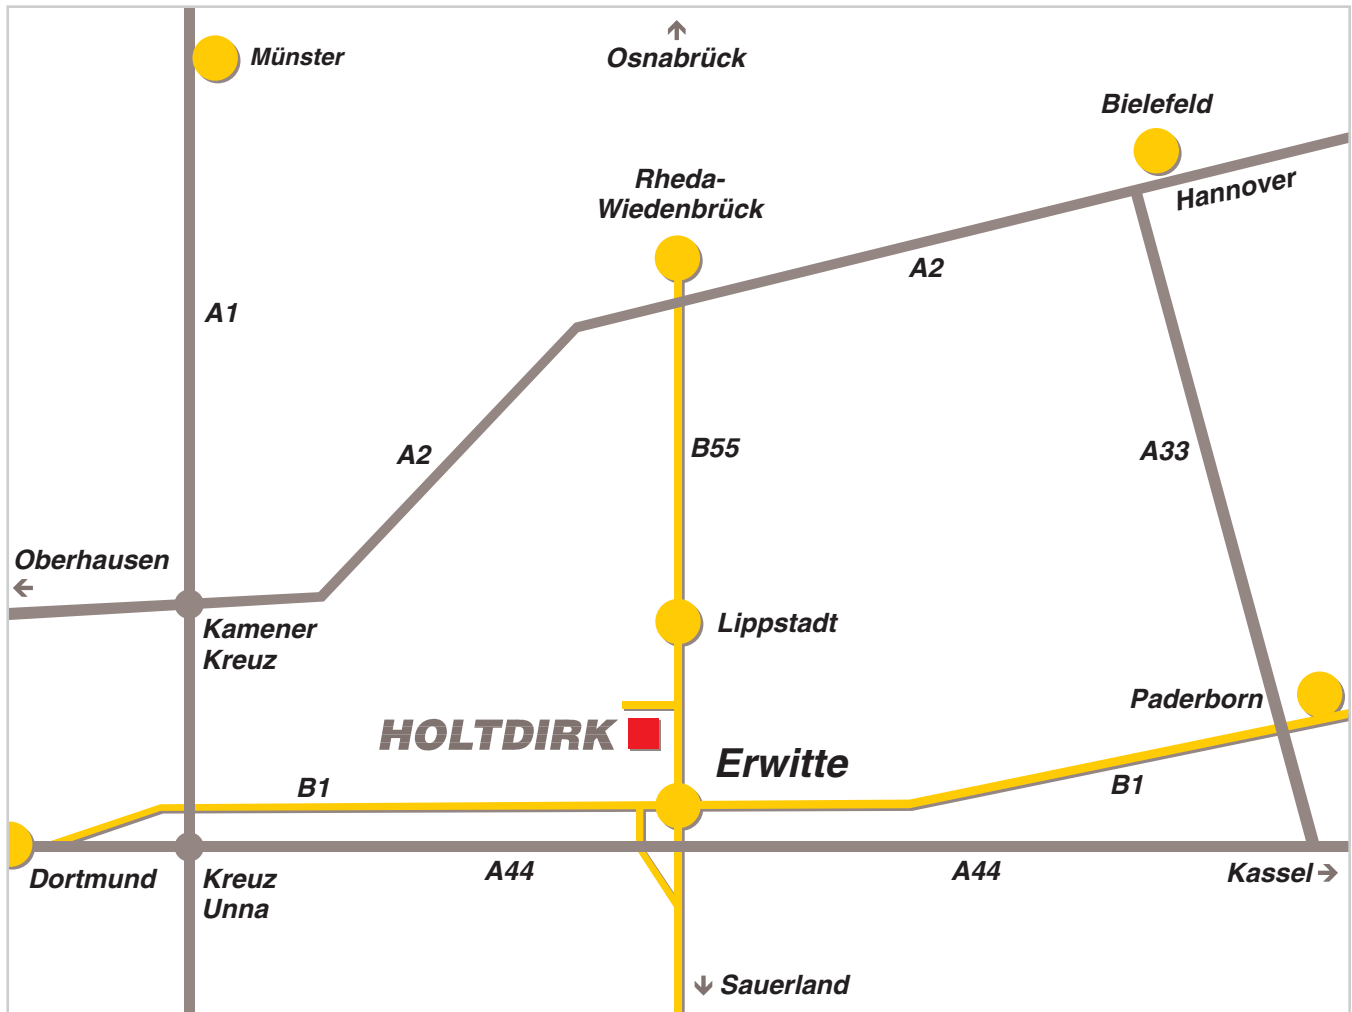 Münster
Osnabrück
Bielefeld
Rheda-
Wiedenbrück
Hannover
A2
A1
B55
A33
A2
Oberhausen
Kamener
Kreuz
Lippstadt
Paderborn
HOLTDIRK
Erwitte
B1
B1
Dortmund
Kreuz
Unna
A44
A44
Kassel
Sauerland